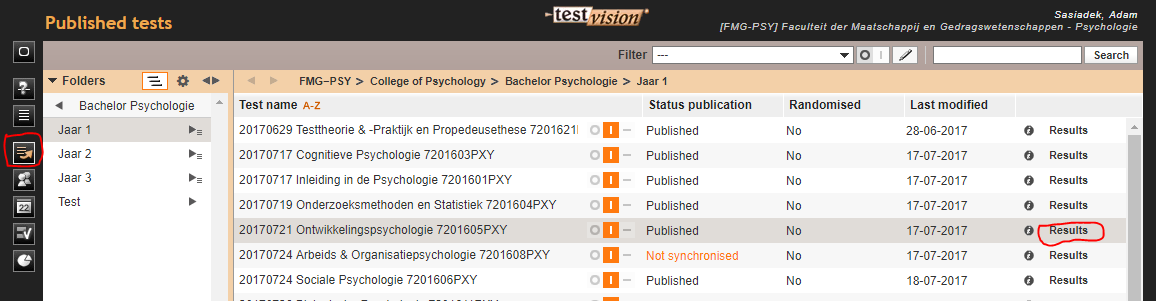 Published tests
testvision
Sasiadek, Adam
[FMG-PSY] Faculteit der Maatschappij en Gedragswetenschappen - Psychologie
Filter --- Search
Folders
FMG-PSY > College of Psychology > Bachelor Psychologie > Jaar 1
Bachelor Psychologie
Jaar 1
Jaar 2
Jaar 3
Test
22
Test name A-Z Status publication Randomised Last modified
20170629 Testtheorie & -Praktijk en Propedeusethese 7201621 Published No 28-06-2017 Results
20170717 Cognitieve Psychologie 7201603PXY Published No 17-07-2017 Results
20170717 Inleiding in de Psychologie 7201601PXY Published No 17-07-2017 Results
20170719 Onderzoeksmethoden en Statistiek 7201604PXY Published No 17-07-2017 Results
20170721 Ontwikkelingspsychologie 7201605PXY Published No 17-07-2017 Results
20170724 Arbeids & Organisatiepsychologie 7201608PXY Not synchronised No 17-07-2017 Results
20170724 Sociale Psychologie 7201606PXY Published No 18-07-2017 Results